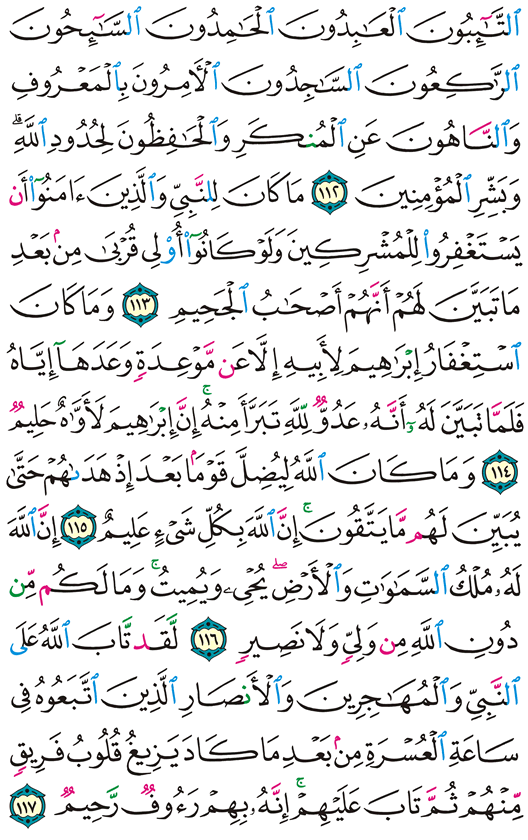 ٱلتَّـٰٓئِبُونَ ٱلْعَـٰبِدُونَ ٱلْحَـٰمِدُونَ ٱلسَّـٰٓئِحُونَ
ٱلرَّٰكِعُونَ ٱلسَّـٰجِدُونَ ٱلْـَٔامِرُونَ بِٱلْمَعْرُوفِ
وَٱلنَّاهُونَ عَنِ ٱلْمُنكَرِ وَٱلْحَـٰفِظُونَ لِحُدُودِ ٱللَّهِ ۗ
وَبَشِّرِ ٱلْمُؤْمِنِينَ ١١٢ مَا كَانَ لِلنَّبِىِّ وَٱلَّذِينَ ءَامَنُوٓا۟ أَن
يَسْتَغْفِرُوا۟ لِلْمُشْرِكِينَ وَلَوْ كَانُوٓا۟ أُو۟لِى قُرْبَىٰ مِنۢ بَعْدِ
مَا تَبَيَّنَ لَهُمْ أَنَّهُمْ أَصْحَـٰبُ ٱلْجَحِيمِ ١١٣ وَمَا كَانَ
ٱسْتِغْفَارُ إِبْرَٰهِيمَ لِأَبِيهِ إِلَّا عَن مَّوْعِدَةٍ وَعَدَهَآ إِيَّاهُ
فَلَمَّا تَبَيَّنَ لَهُۥٓ أَنَّهُۥ عَدُوٌّ لِّلَّهِ تَبَرَّأَ مِنْهُ ۚ إِنَّ إِبْرَٰهِيمَ لَأَوَّٰهٌ حَلِيمٌ
١١٤ وَمَا كَانَ ٱللَّهُ لِيُضِلَّ قَوْمًۢا بَعْدَ إِذْ هَدَىٰهُمْ حَتَّىٰ
يُبَيِّنَ لَهُم مَّا يَتَّقُونَ ۚ إِنَّ ٱللَّهَ بِكُلِّ شَىْءٍ عَلِيمٌ ١١٥ إِنَّ ٱللَّهَ
لَهُۥ مُلْكُ ٱلسَّمَـٰوَٰتِ وَٱلْأَرْضِ ۖ يُحْىِۦ وَيُمِيتُ ۚ وَمَا لَكُم مِّن
دُونِ ٱللَّهِ مِن وَلِىٍّ وَلَا نَصِيرٍ ١١٦ لَّقَد تَّابَ ٱللَّهُ عَلَى
ٱلنَّبِىِّ وَٱلْمُهَـٰجِرِينَ وَٱلْأَنصَارِ ٱلَّذِينَ ٱتَّبَعُوهُ فِى
سَاعَةِ ٱلْعُسْرَةِ مِنۢ بَعْدِ مَا كَادَ يَزِيغُ قُلُوبُ فَرِيقٍ
مِّنْهُمْ ثُمَّ تَابَ عَلَيْهِمْ ۚ إِنَّهُۥ بِهِمْ رَءُوفٌ رَّحِيمٌ ١١٧